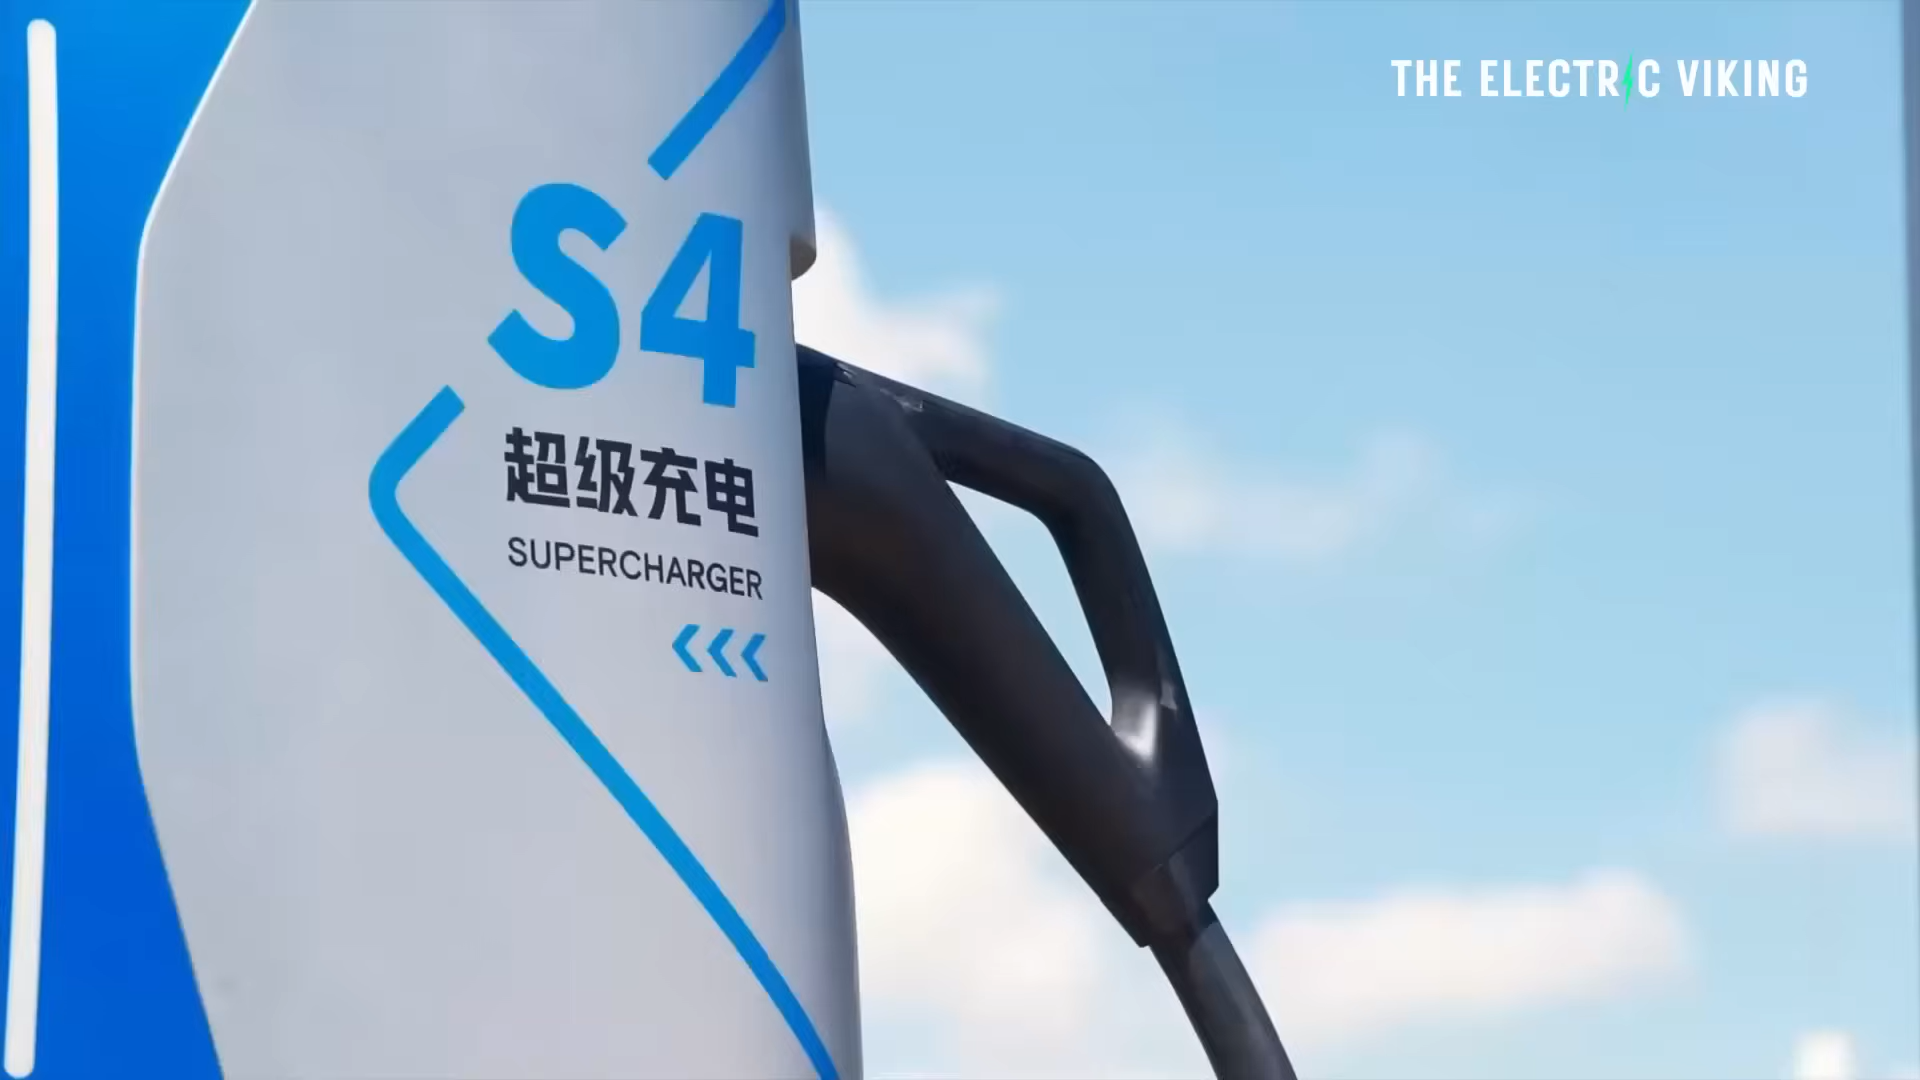 THE ELECTRIC VIKING
S4
超级充电
SUPERCHARGER